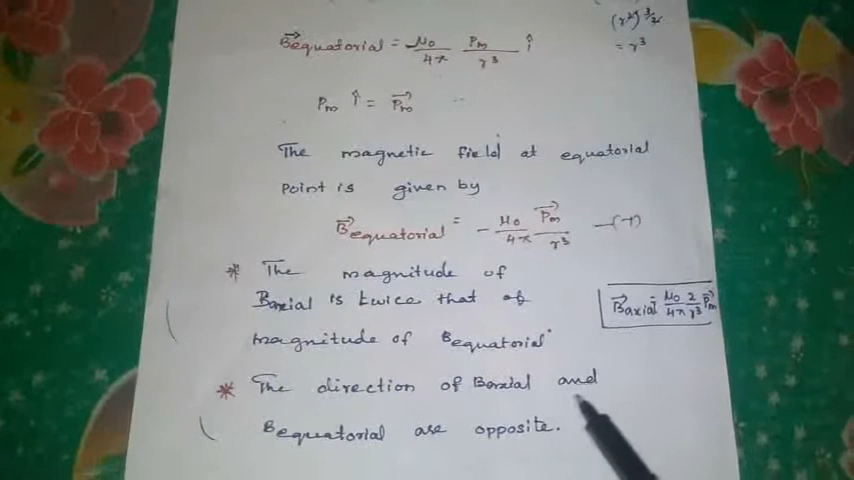 B⃗equatorial = -μ₀/4π Pm/r³ î
(r²)^3/2
= r³
Pm î = P⃗m
The magnetic field at equatorial
point is given by
B⃗equatorial = - μ₀/4π P⃗m/r³ —(7)
* The magnitude of
Baxial is twice that of
magnitude of Bequatorial.
B⃗axial = μ₀/4π 2/r³ P⃗m
* The direction of Baxial and
Bequatorial are opposite.